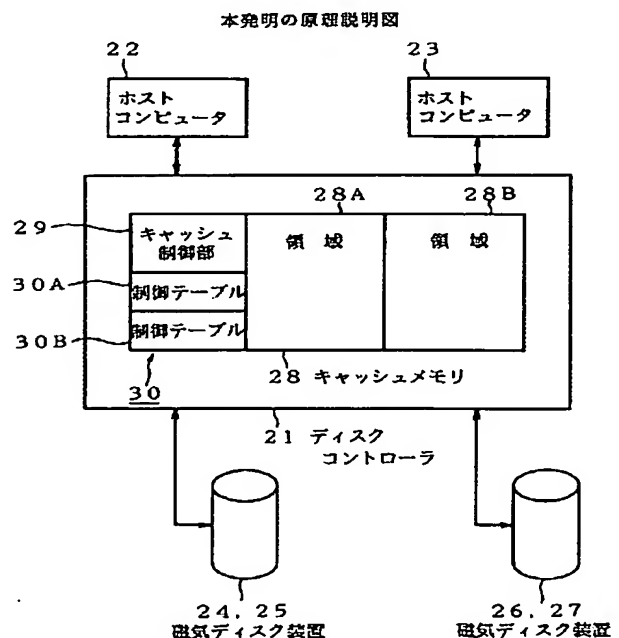 本発明の原理説明図
22
23
ホスト
コンピュータ
ホスト
コンピュータ
28A
28B
29
キャッシュ
制御部
領 域
領 域
30A
制御テーブル
30B
制御テーブル
30
28 キャッシュメモリ
21 ディスク
コントローラ
24, 25
磁気ディスク装置
26, 27
磁気ディスク装置